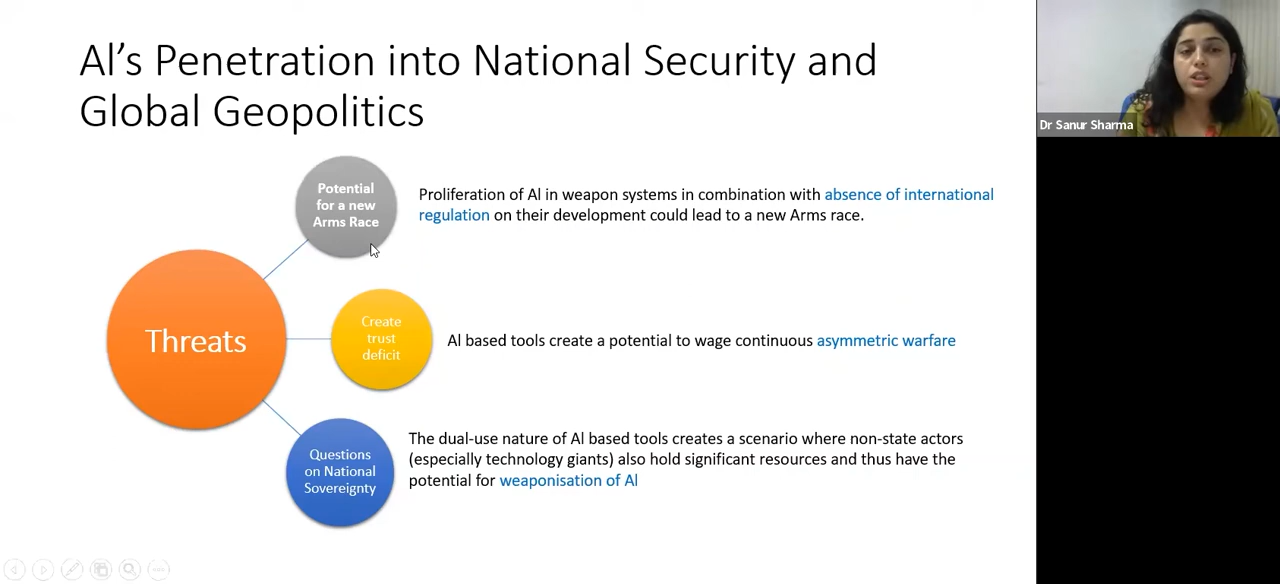 AI's Penetration into National Security and
Global Geopolitics
Dr Sanur Sharma
Potential
for a new
Arms Race
Proliferation of AI in weapon systems in combination with absence of international
regulation on their development could lead to a new Arms race.
Threats
Create
trust
deficit
AI based tools create a potential to wage continuous asymmetric warfare
Questions
on National
Sovereignty
The dual-use nature of AI based tools creates a scenario where non-state actors
(especially technology giants) also hold significant resources and thus have the
potential for weaponisation of AI